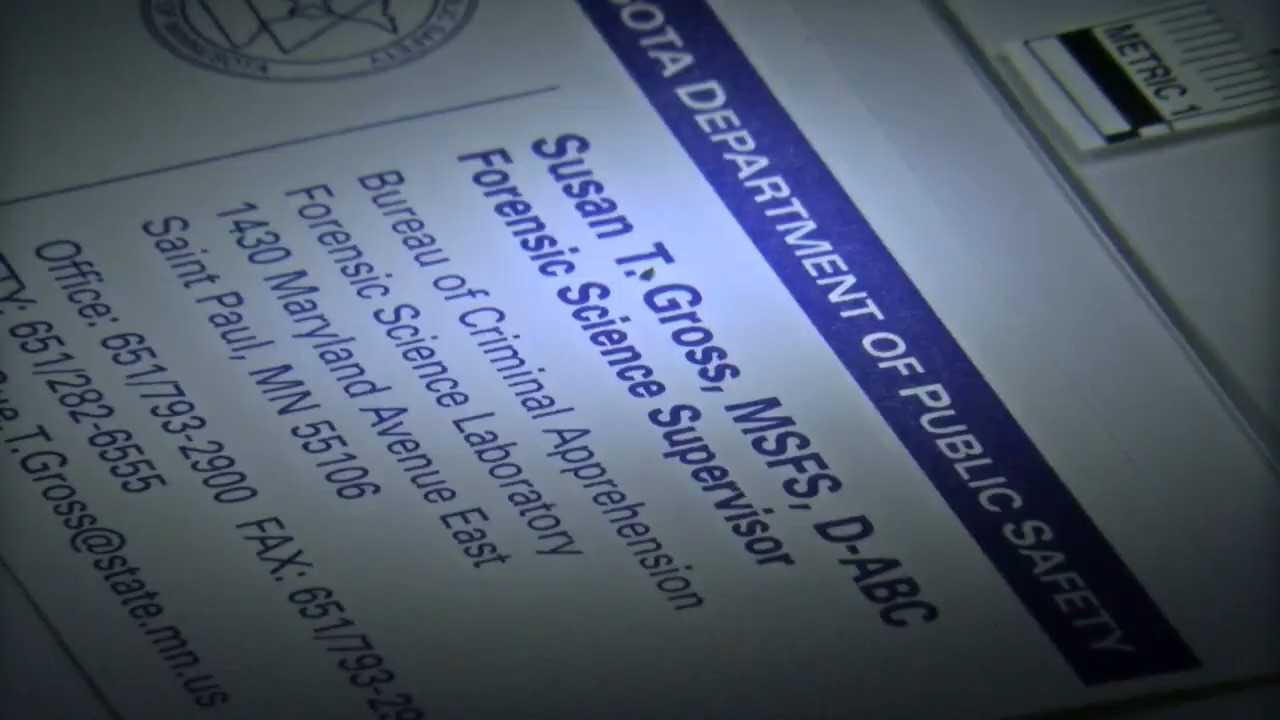 OTA DEPARTMENT OF PUBLIC SAFETY
Susan T. Gross, MSFS, D-ABC
Forensic Science Supervisor
Bureau of Criminal Apprehension
Forensic Science Laboratory
1430 Maryland Avenue East
Saint Paul, MN 55106
Office: 651/793-2900 FAX: 651/793-29
TY: 651/282-6555
ue.T.Gross@state.mn.us
METRIC 1